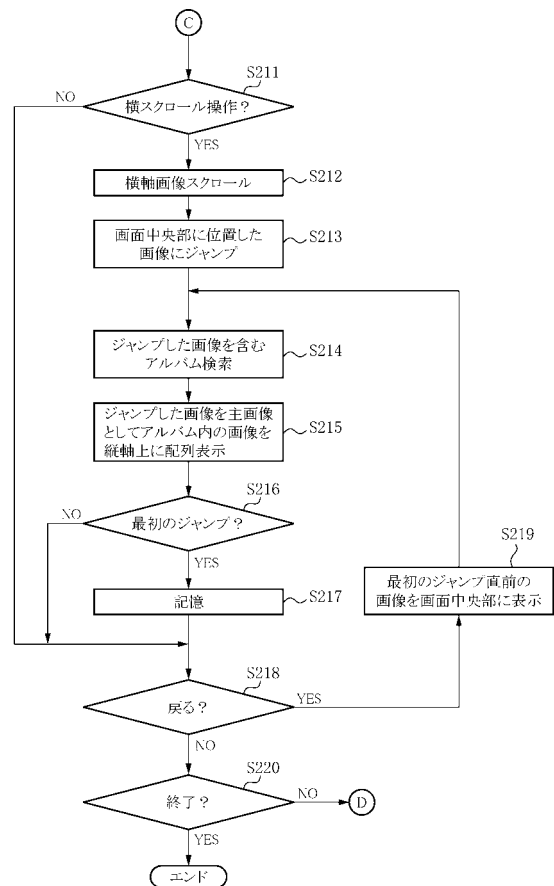 C
S211
NO
横スクロール操作？
YES
横軸画像スクロール
S212
画面中央部に位置した
画像にジャンプ
S213
ジャンプした画像を含む
アルバム検索
S214
ジャンプした画像を主画像
としてアルバム内の画像を
縦軸上に配列表示
S215
S216
NO
最初のジャンプ？
YES
S219
最初のジャンプ直前の
画像を画面中央部に表示
記憶
S217
S218
戻る？
YES
NO
S220
終了？
NO
D
YES
エンド